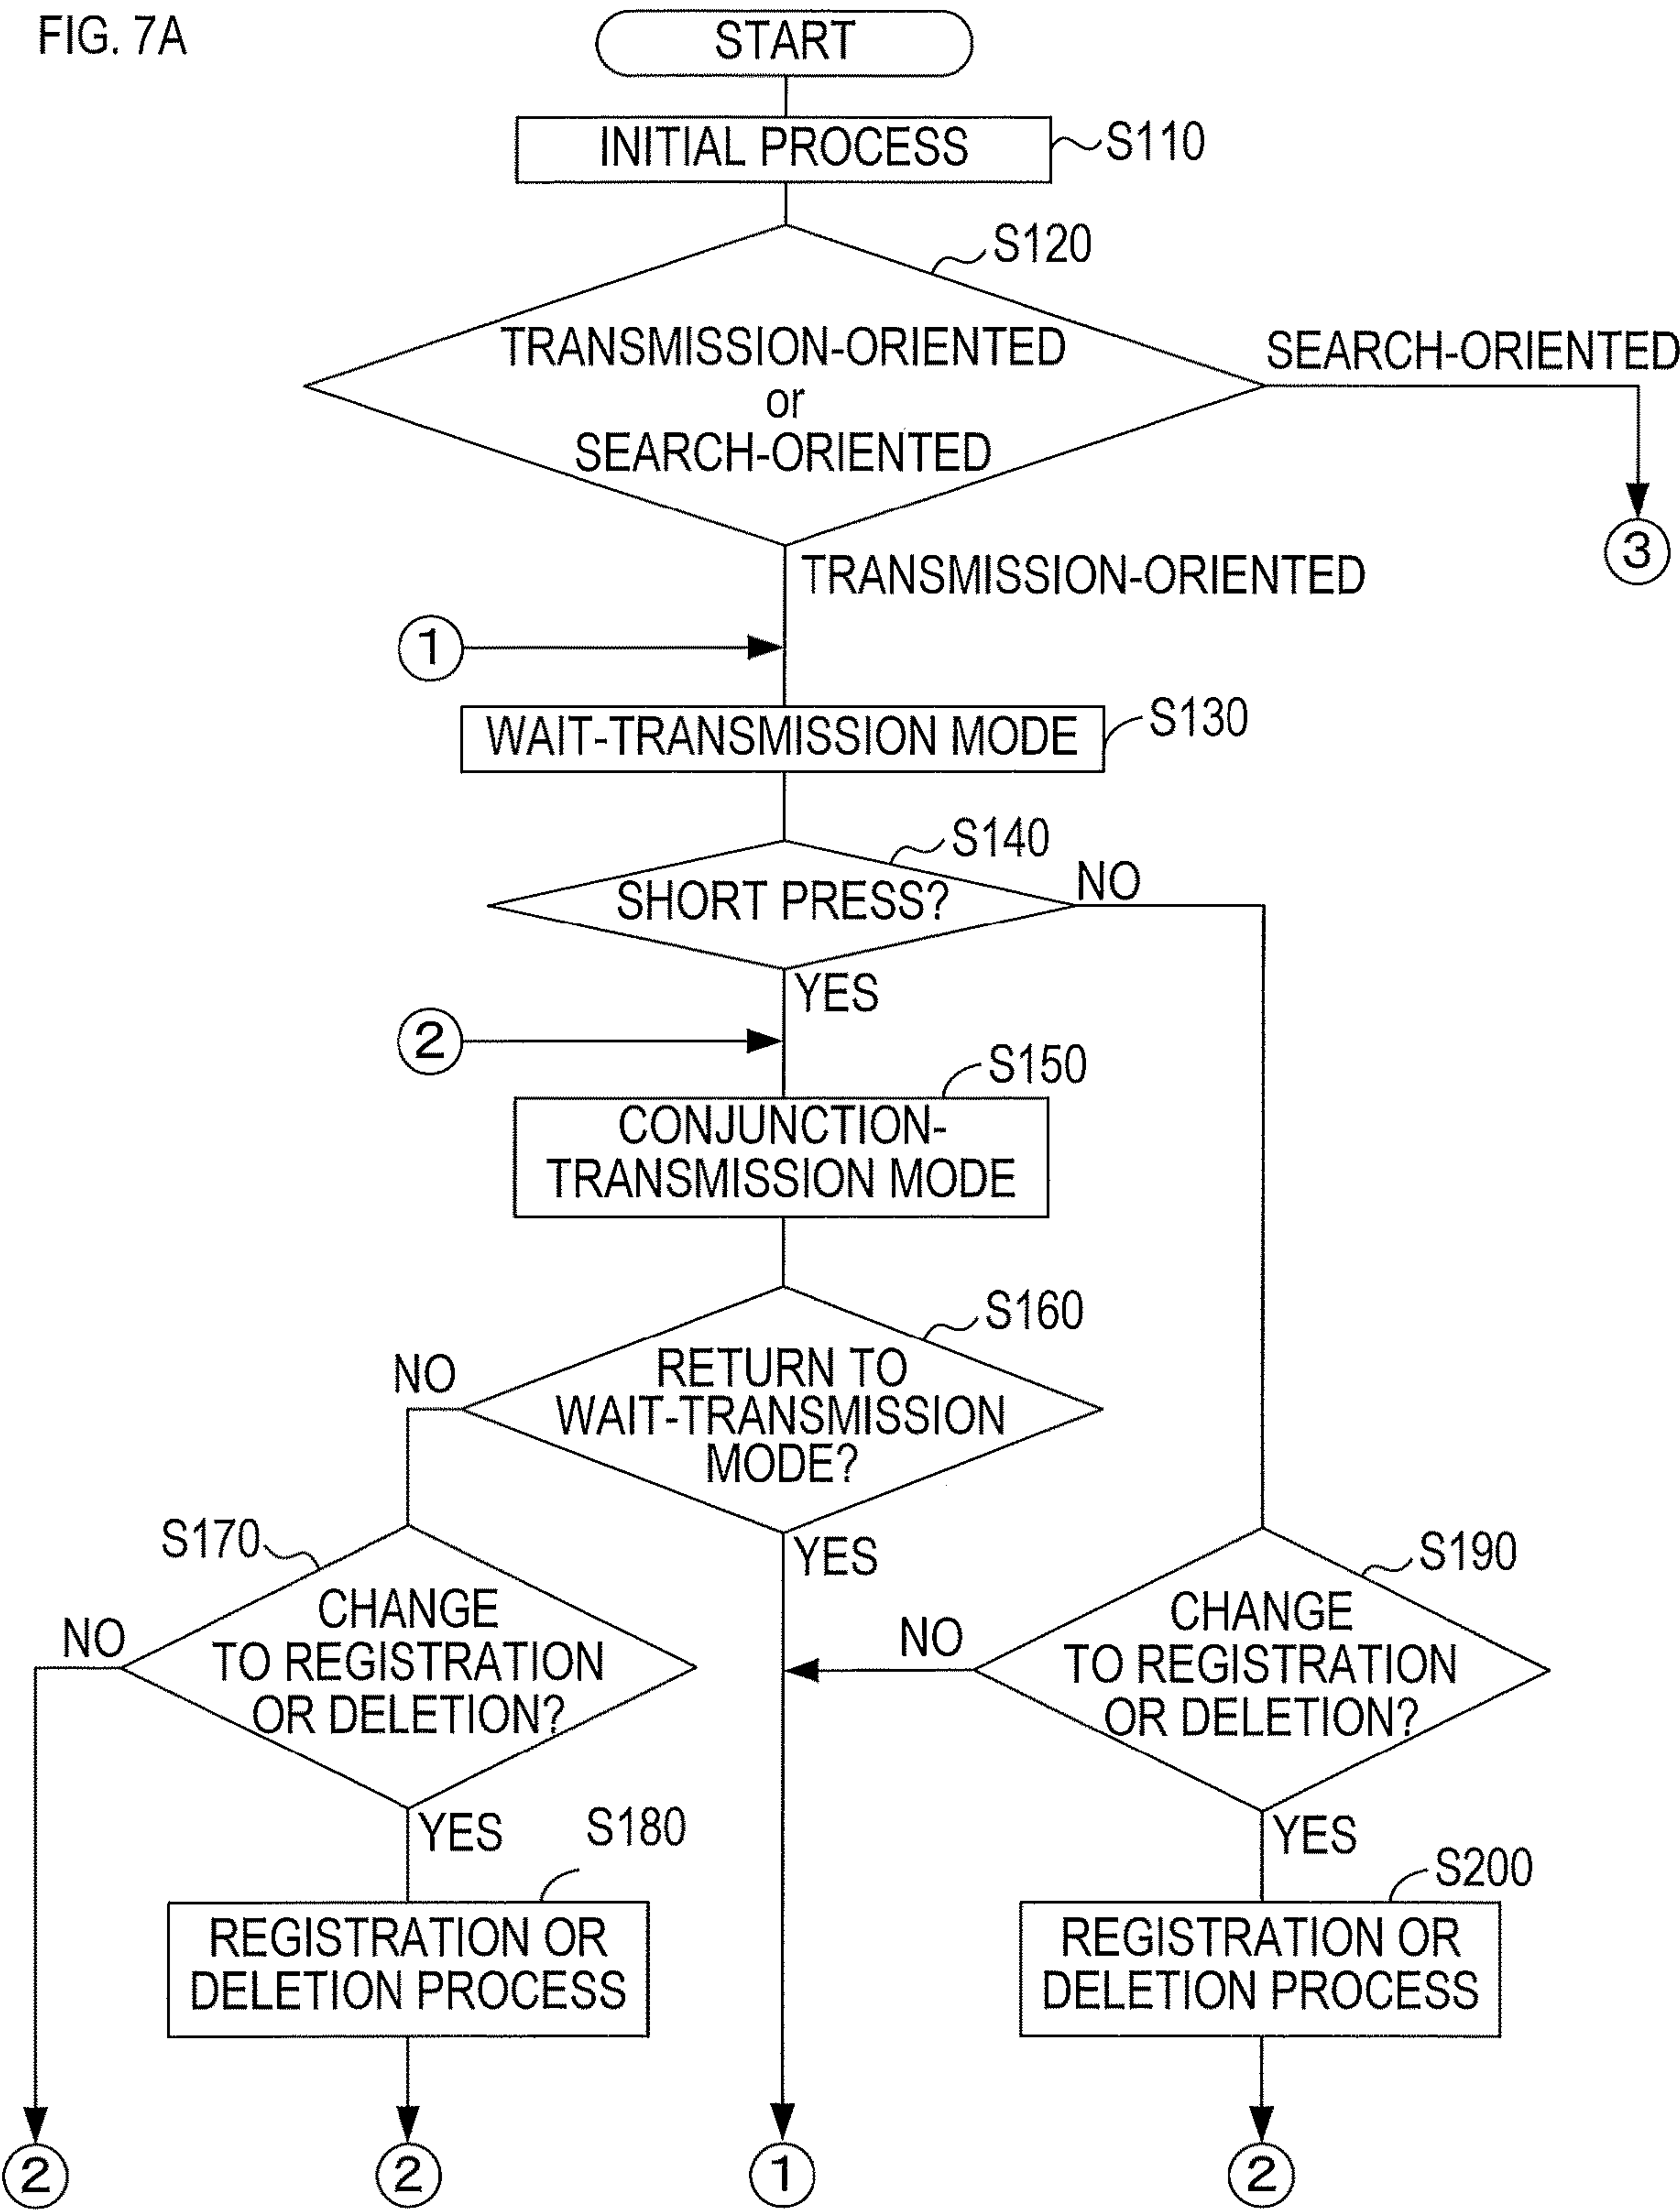 FIG. 7A
START
INITIAL PROCESS
S110
S120
TRANSMISSION-ORIENTED
or
SEARCH-ORIENTED
SEARCH-ORIENTED
3
TRANSMISSION-ORIENTED
1
WAIT-TRANSMISSION MODE
S130
S140
SHORT PRESS?
NO
YES
2
S150
CONJUNCTION-
TRANSMISSION MODE
S160
RETURN TO
WAIT-TRANSMISSION
MODE?
NO
YES
S170
CHANGE
TO REGISTRATION
OR DELETION?
NO
YES
S190
CHANGE
TO REGISTRATION
OR DELETION?
NO
YES
S180
REGISTRATION OR
DELETION PROCESS
S200
REGISTRATION OR
DELETION PROCESS
2
2
1
2